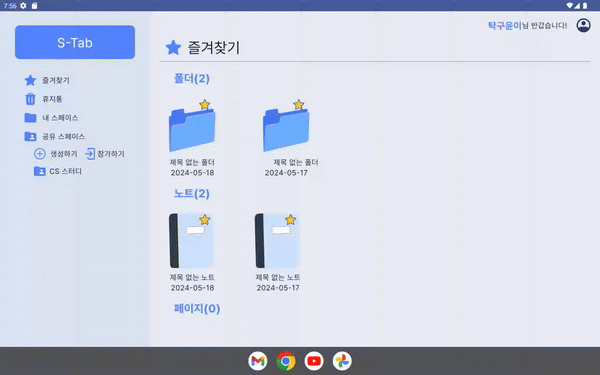 7:56
탁구윤이님 반갑습니다!
S-Tab
즐겨찾기
휴지통
내 스페이스
공유 스페이스
생성하기 참가하기
CS 스터디
즐겨찾기
폴더(2)
제목 없는 폴더 제목 없는 폴더
2024-05-18 2024-05-17
노트(2)
제목 없는 노트 제목 없는 노트
2024-05-18 2024-05-17
페이지(0)